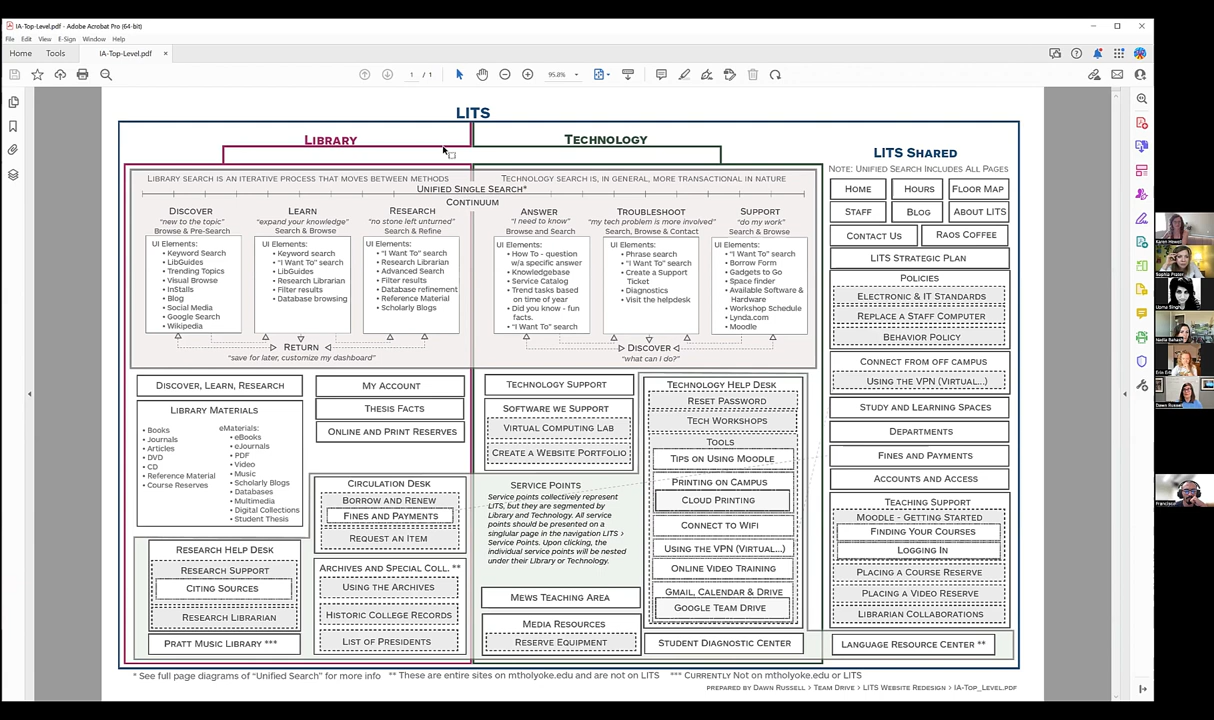 IA-Top-Level.pdf - Adobe Acrobat Pro (64-bit)
File Edit View E-Sign Window Help
Home Tools IA-Top-Level.pdf ×
1 / 1 95.8%
LITS
Library
Technology
Library search is an iterative process that moves between methods
Technology search is, in general, more transactional in nature
Unified Single Search*
Continuum
Discover
"new to the topic"
Browse & Pre-Search
UI Elements:
• Keyword Search
• LibGuides
• Trending Topics
• Visual Browse
• InStalls
• Blog
• Social Media
• Google Search
• Wikipedia
Learn
"expand your knowledge"
Search & Browse
UI Elements:
• Keyword search
• "I Want To" search
• LibGuides
• Research Librarian
• Filter results
• Database browsing
Research
"no stone left unturned"
Search & Refine
UI Elements:
• "I Want To" search
• Research Librarian
• Advanced Search
• Filter results
• Database refinement
• Reference Material
• Scholarly Blogs
Return
"save for later, customize my dashboard"
Answer
"I need to know"
Browse and Search
UI Elements:
• How To - question
w/a specific answer
• Knowledgebase
• Service Catalog
• Trend tasks based
on time of year
• Did you know - fun
facts.
• "I Want To" search
Troubleshoot
"my tech problem is more involved"
Search, Browse & Contact
UI Elements:
• Phrase search
• "I Want To" search
• Create a Support
Ticket
• Diagnostics
• Visit the helpdesk
Support
"do my work"
Search & Browse
UI Elements:
• "I Want To" search
• Borrow Form
• Gadgets to Go
• Space finder
• Available Software &
Hardware
• Workshop Schedule
• Lynda.com
• Moodle
Discover
"what can I do?"
Discover, Learn, Research
Library Materials
• Books
• Journals
• Articles
• DVD
• CD
• Reference Material
• Course Reserves
eMaterials:
• eBooks
• eJournals
• PDF
• Video
• Music
• Scholarly Blogs
• Databases
• Multimedia
• Digital Collections
• Student Thesis
Research Help Desk
Research Support
Citing Sources
Research Librarian
Pratt Music Library ***
My Account
Thesis Facts
Online and Print Reserves
Circulation Desk
Borrow and Renew
Fines and Payments
Request an Item
Archives and Special Coll. **
Using the Archives
Historic College Records
List of Presidents
Technology Support
Software we Support
Virtual Computing Lab
Create a Website Portfolio
Service Points
Service points collectively represent
LITS, but they are segmented by
Library and Technology. All service
points should be presented on a
singlular page in the navigation LITS >
Service Points. Upon clicking, the
individual service points will be nested
under their Library or Technology.
Mews Teaching Area
Media Resources
Reserve Equipment
Technology Help Desk
Reset Password
Tech Workshops
Tools
Tips on Using Moodle
Printing on Campus
Cloud Printing
Connect to Wifi
Using the VPN (Virtual...)
Online Video Training
Gmail, Calendar & Drive
Google Team Drive
Student Diagnostic Center
LITS Shared
Note: Unified Search Includes All Pages
Home Hours Floor Map
Staff Blog About LITS
Contact Us Raos Coffee
LITS Strategic Plan
Policies
Electronic & IT Standards
Replace a Staff Computer
Behavior Policy
Connect from off campus
Using the VPN (Virtual...)
Study and Learning Spaces
Departments
Fines and Payments
Accounts and Access
Teaching Support
Moodle - Getting Started
Finding Your Courses
Logging In
Placing a Course Reserve
Placing a Video Reserve
Librarian Collaborations
Language Resource Center **
* See full page diagrams of "Unified Search" for more info ** These are entire sites on mtholyoke.edu and are not on LITS *** Currently Not on mtholyoke.edu or LITS
prepared by Dawn Russell > Team Drive > LITS Website Redesign > IA-Top_Level.pdf
Dawn Russell